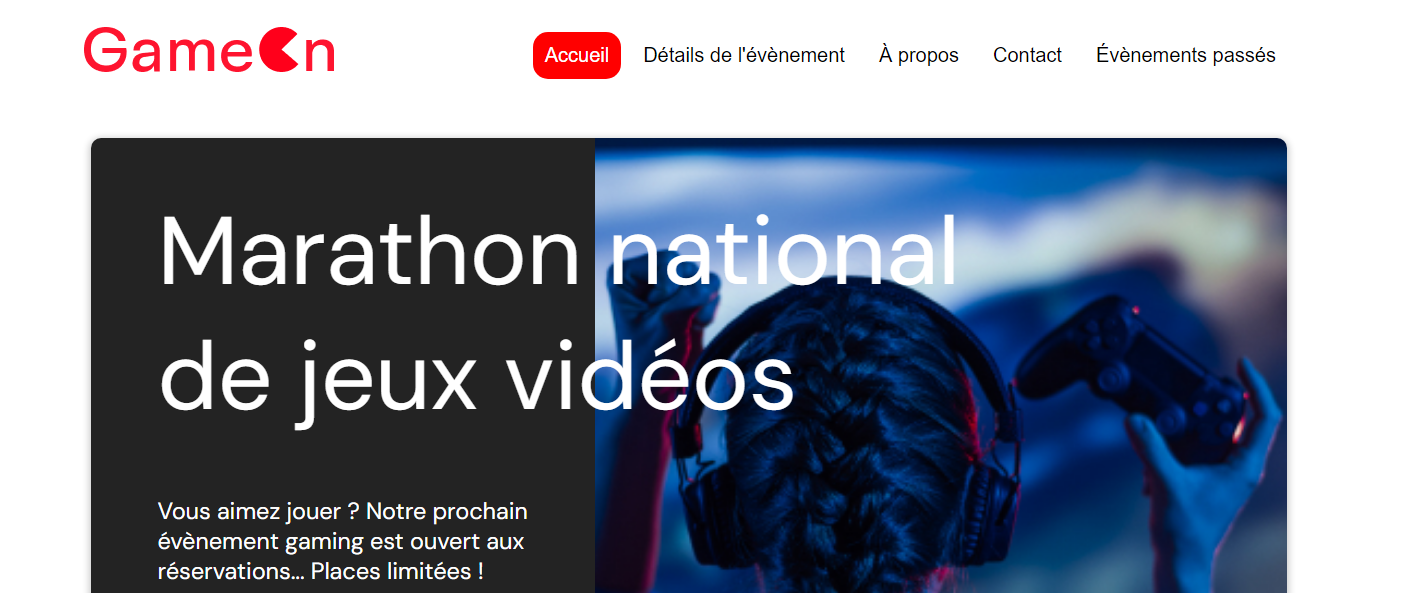 GameOn
Accueil Détails de l'évènement À propos Contact Évènements passés
Marathon national
de jeux vidéos
Vous aimez jouer ? Notre prochain
évènement gaming est ouvert aux
réservations... Places limitées !